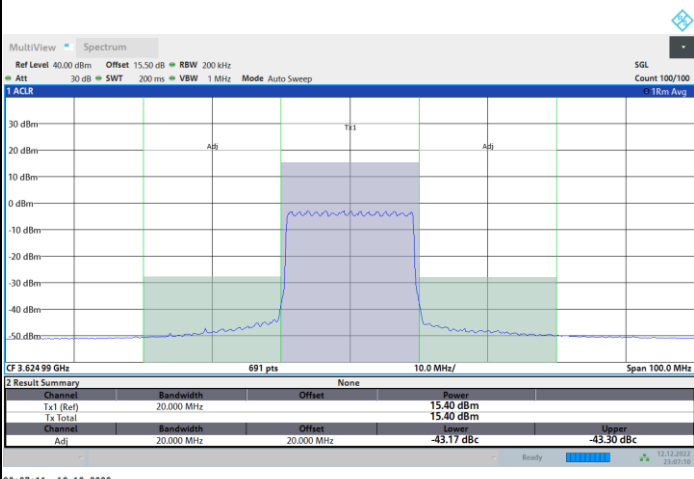 MultiView Spectrum
Ref Level 40.00 dBm Offset 15.50 dB RBW 200 kHz SGL
Att 30 dB SWT 200 ms VBW 1 MHz Mode Auto Sweep Count 100/100
1 ACLR 1Rm Avg
30 dBm
Tx1
20 dBm
Adj Adj
10 dBm
0 dBm
-10 dBm
-20 dBm
-30 dBm
-40 dBm
-50 dBm
CF 3.624 99 GHz 691 pts 10.0 MHz/ Span 100.0 MHz
2 Result Summary None
Channel Bandwidth Offset Power
Tx1 (Ref) 20.000 MHz 15.40 dBm
Tx Total 15.40 dBm
Channel Bandwidth Offset Lower Upper
Adj 20.000 MHz 20.000 MHz -43.17 dBc -43.30 dBc
Ready 12.12.2022
23:07:10